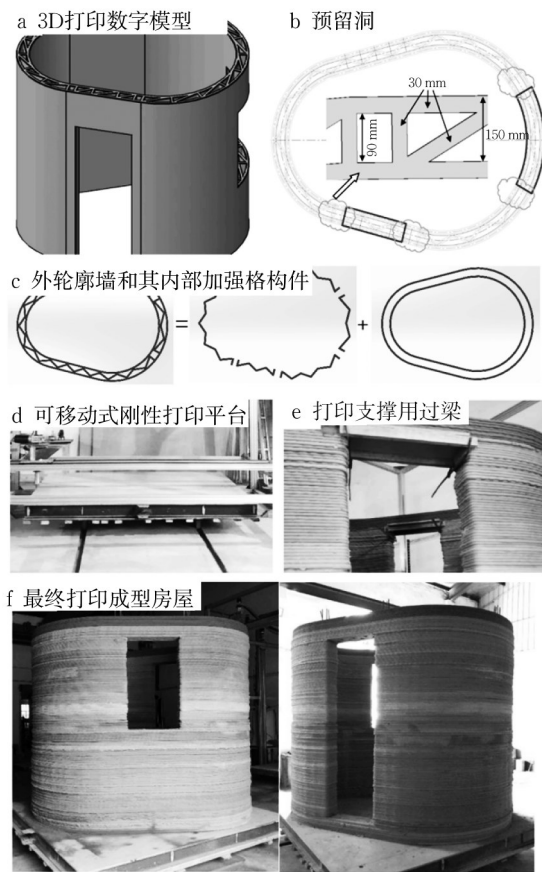 a 3D打印数字模型
b 预留洞
30 mm
90 mm
150 mm
c 外轮廓墙和其内部加强格构件
=
+
d 可移动式刚性打印平台
e 打印支撑用过梁
f 最终打印成型房屋